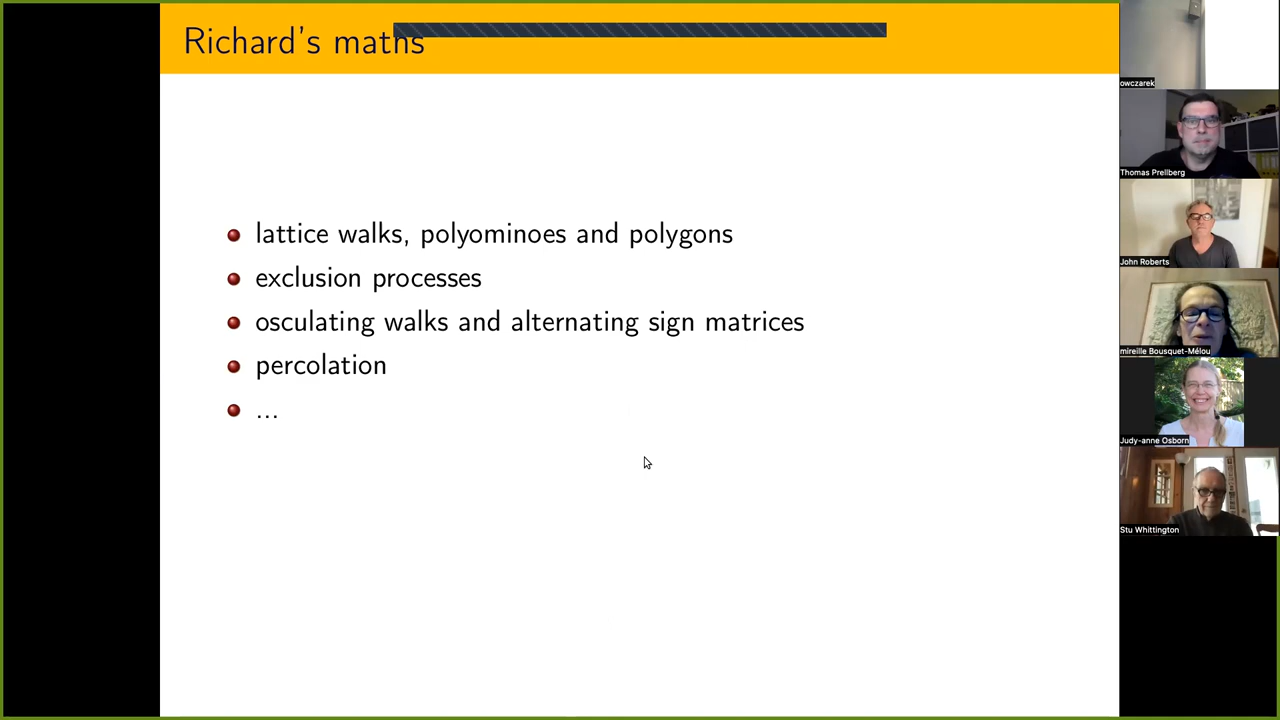 Richard's maths
lattice walks, polyominoes and polygons
exclusion processes
osculating walks and alternating sign matrices
percolation
...
owczarek
Thomas Prellberg
John Roberts
mireille Bousquet-Mélou
Judy-anne Osborn
Stu Whittington